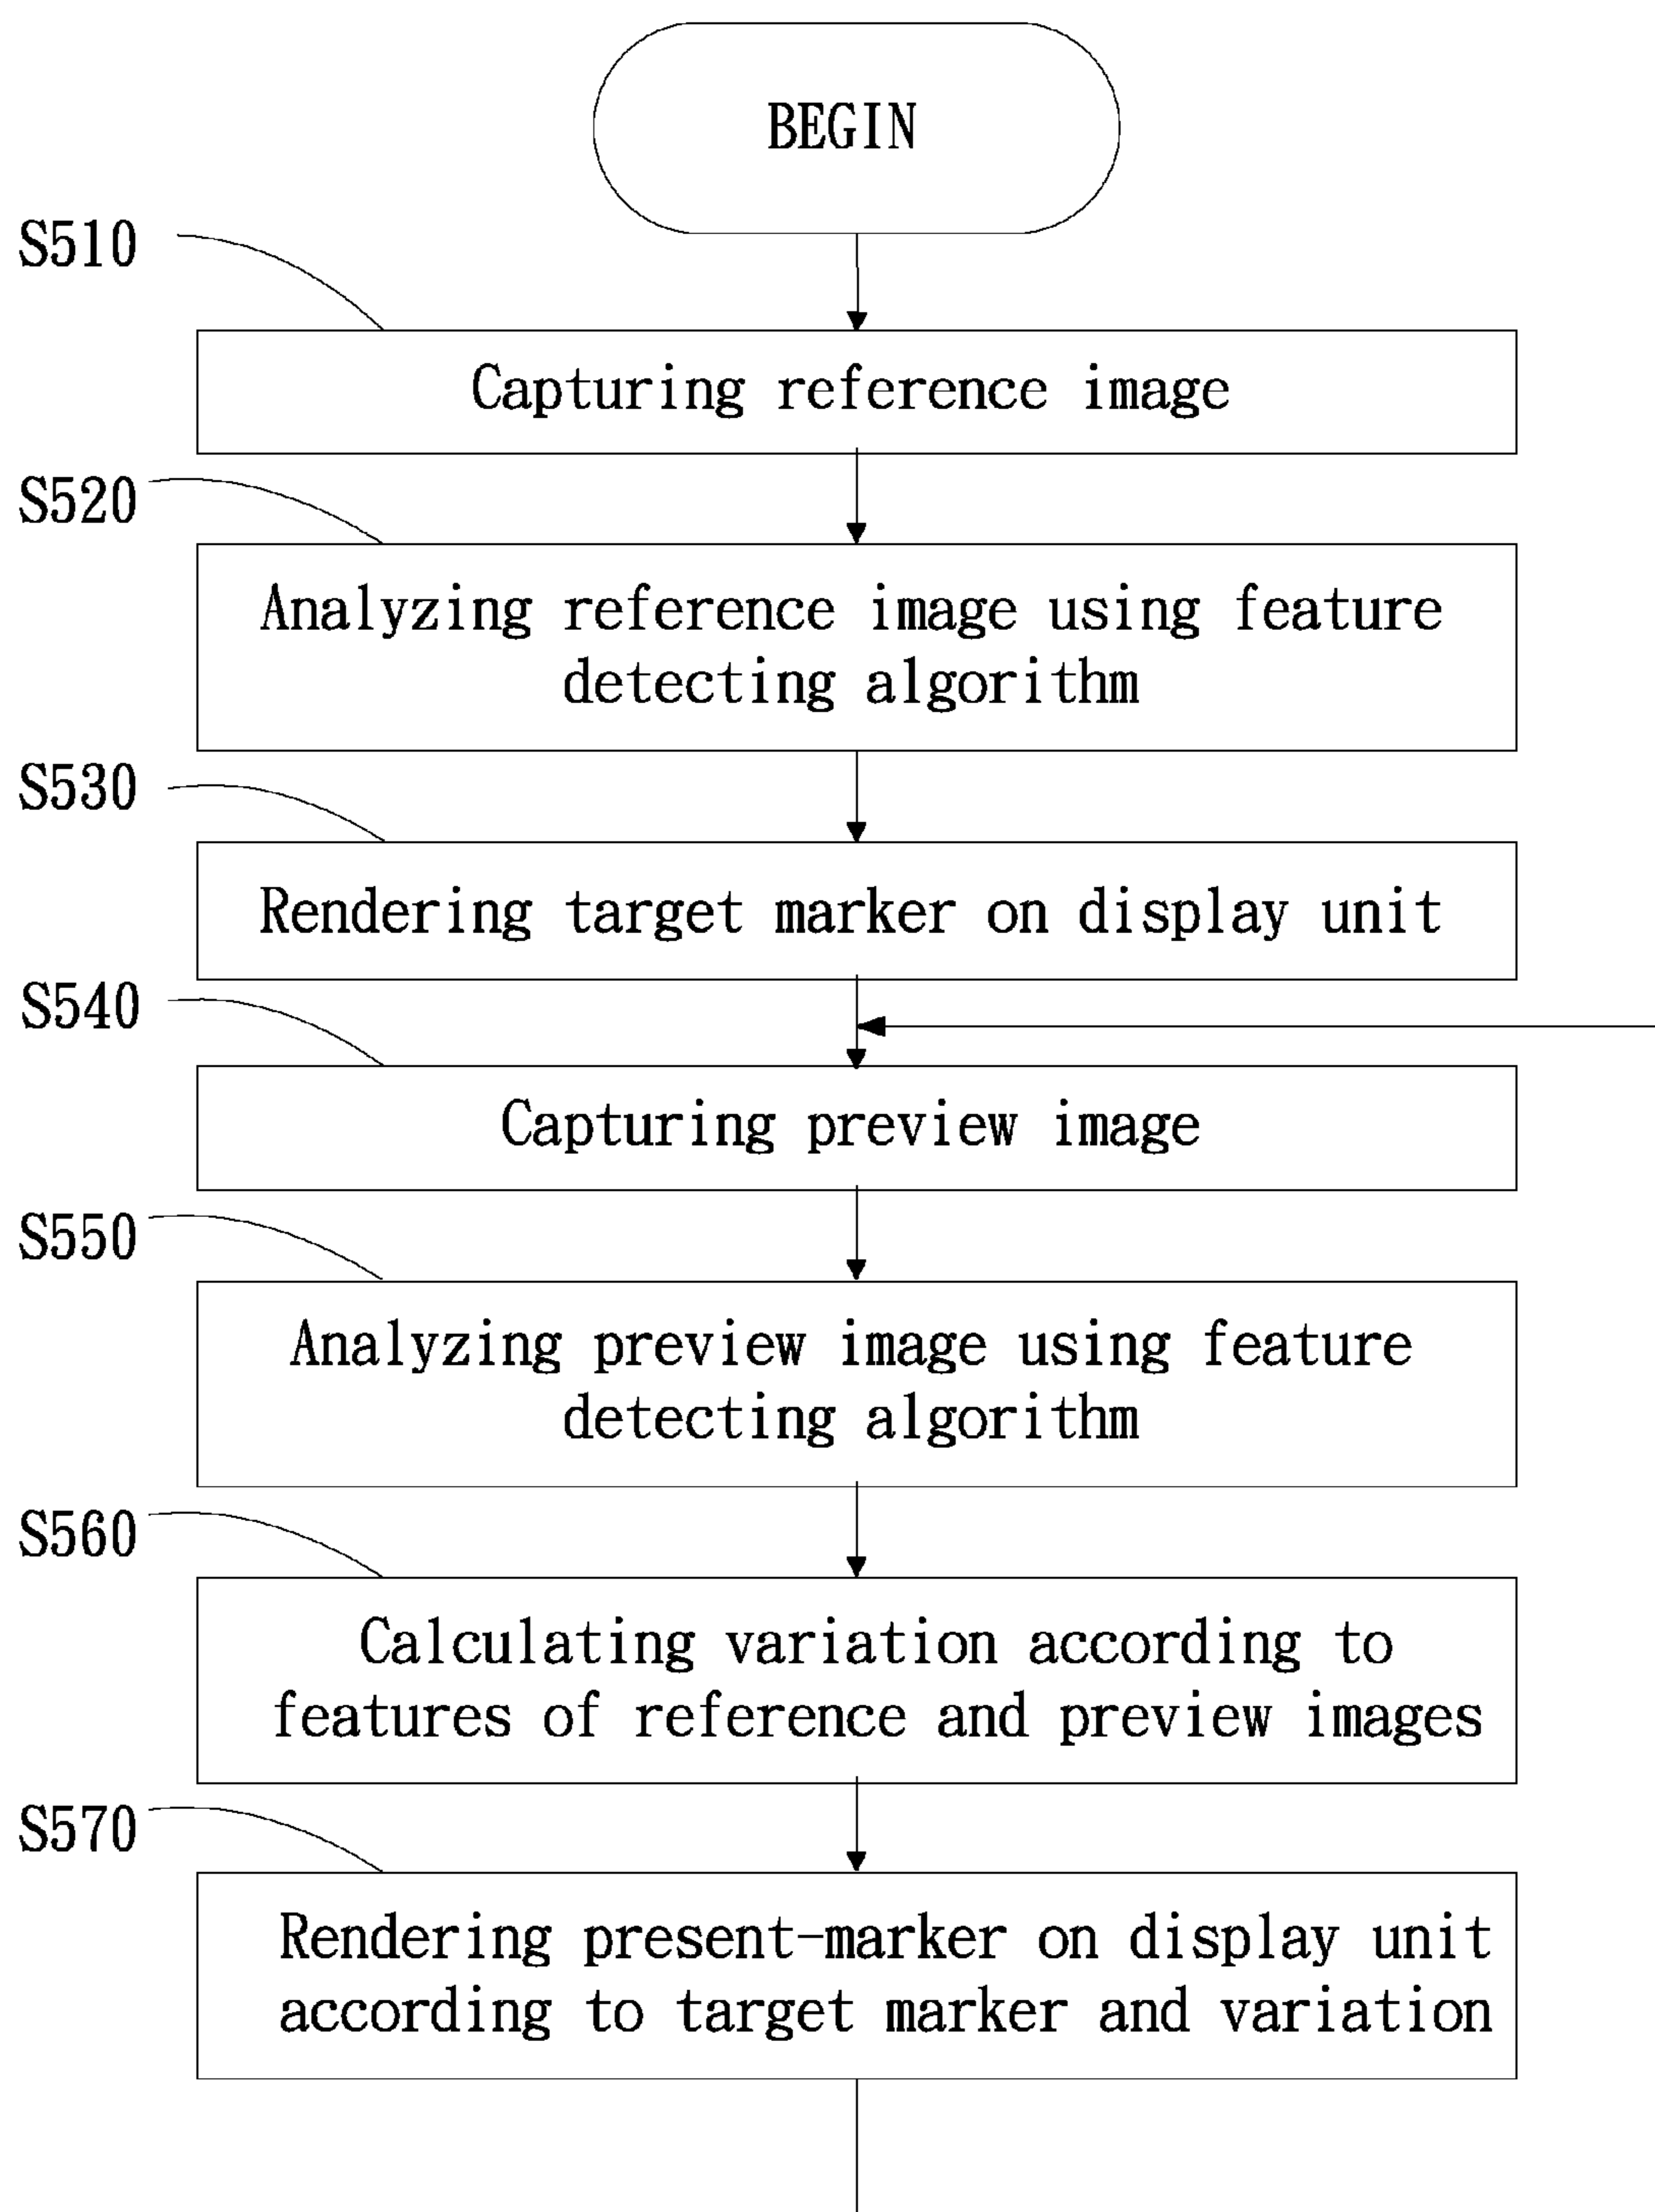 BEGIN
S510
Capturing reference image
S520
Analyzing reference image using feature
detecting algorithm
S530
Rendering target marker on display unit
S540
Capturing preview image
S550
Analyzing preview image using feature
detecting algorithm
S560
Calculating variation according to
features of reference and preview images
S570
Rendering present-marker on display unit
according to target marker and variation